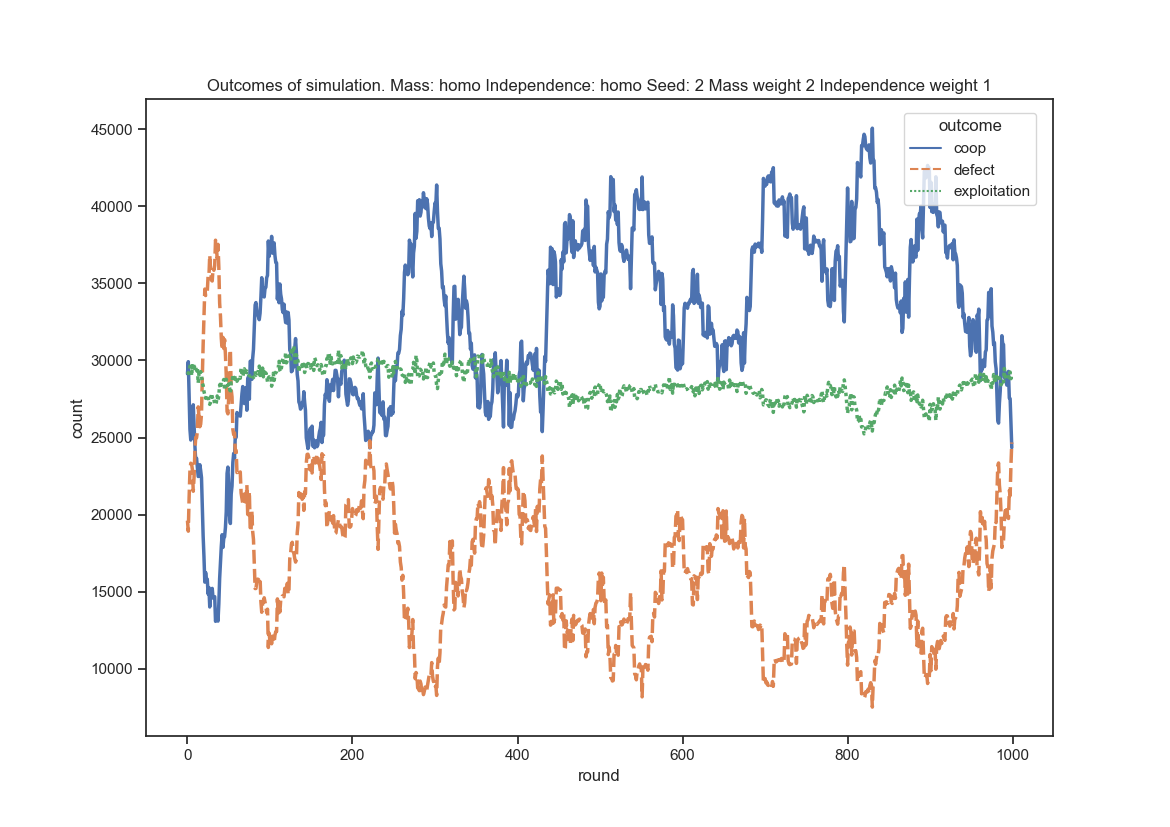 Outcomes of simulation. Mass: homo Independence: homo Seed: 2 Mass weight 2 Independence weight 1
outcome
coop
defect
exploitation
45000
40000
35000
30000
25000
20000
15000
10000
count
0 200 400 600 800 1000
round